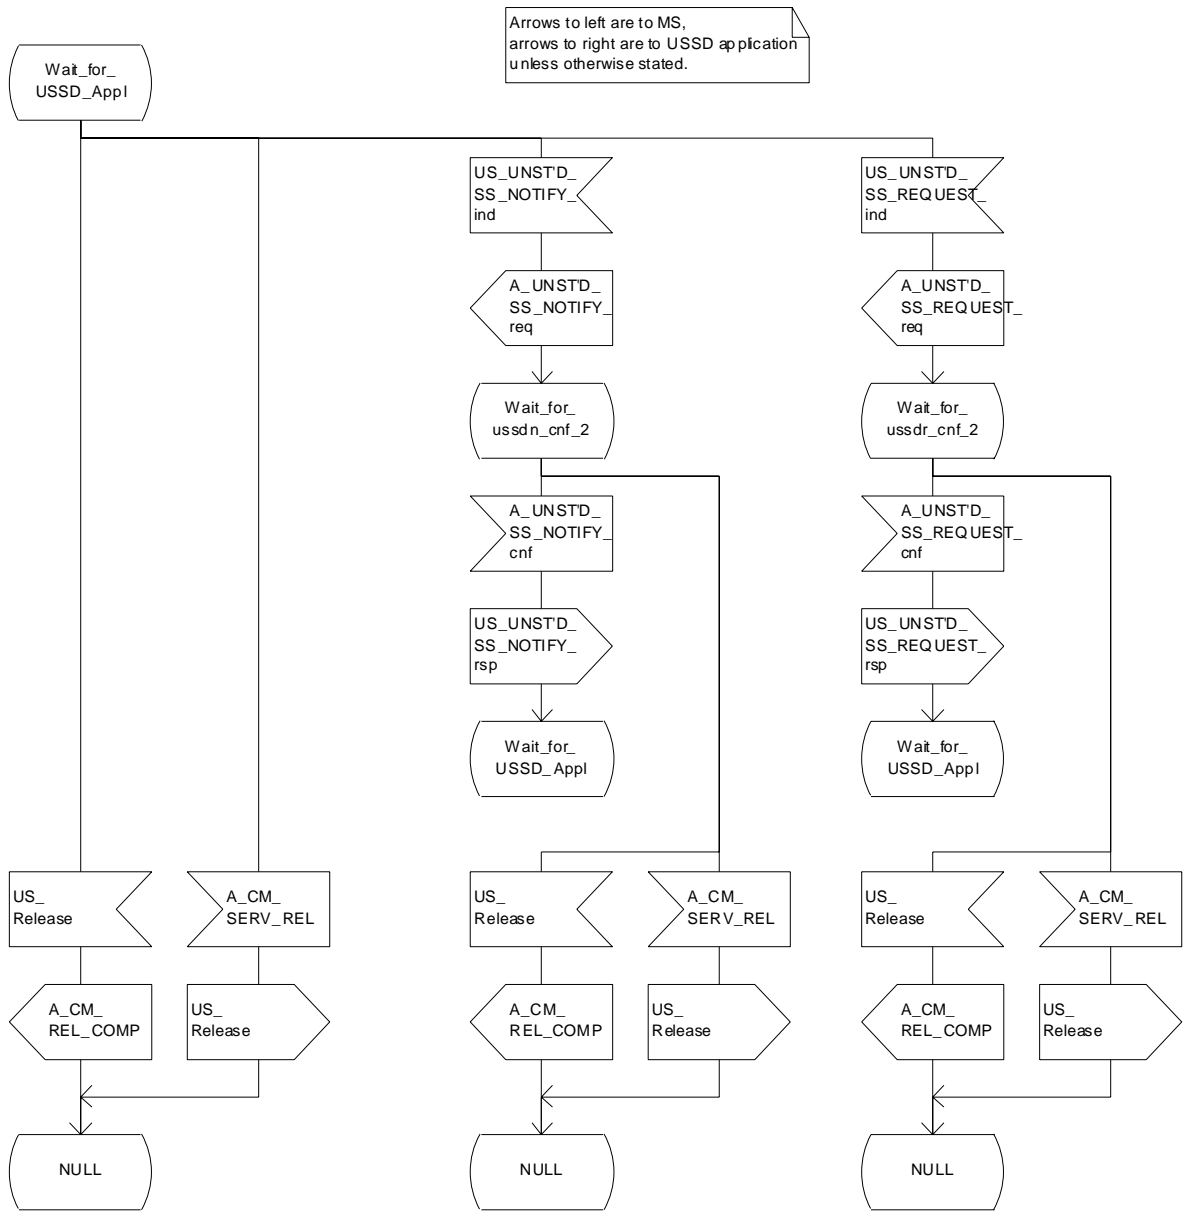 Arrows to left are to MS,
arrows to right are to USSD application
unless otherwise stated.
Wait_for_
USSD_Appl
US_UNST'D_
SS_NOTIFY_
ind
US_UNST'D_
SS_REQUEST_
ind
A_UNST'D_
SS_NOTIFY_
req
A_UNST'D_
SS_REQUEST_
req
Wait_for_
ussdn_cnf_2
Wait_for_
ussdr_cnf_2
A_UNST'D_
SS_NOTIFY_
cnf
A_UNST'D_
SS_REQUEST_
cnf
US_UNST'D_
SS_NOTIFY_
rsp
US_UNST'D_
SS_REQUEST_
rsp
Wait_for_
USSD_Appl
Wait_for_
USSD_Appl
US_
Release
A_CM_
SERV_REL
US_
Release
A_CM_
SERV_REL
US_
Release
A_CM_
SERV_REL
A_CM_
REL_COMP
US_
Release
A_CM_
REL_COMP
US_
Release
A_CM_
REL_COMP
US_
Release
NULL
NULL
NULL